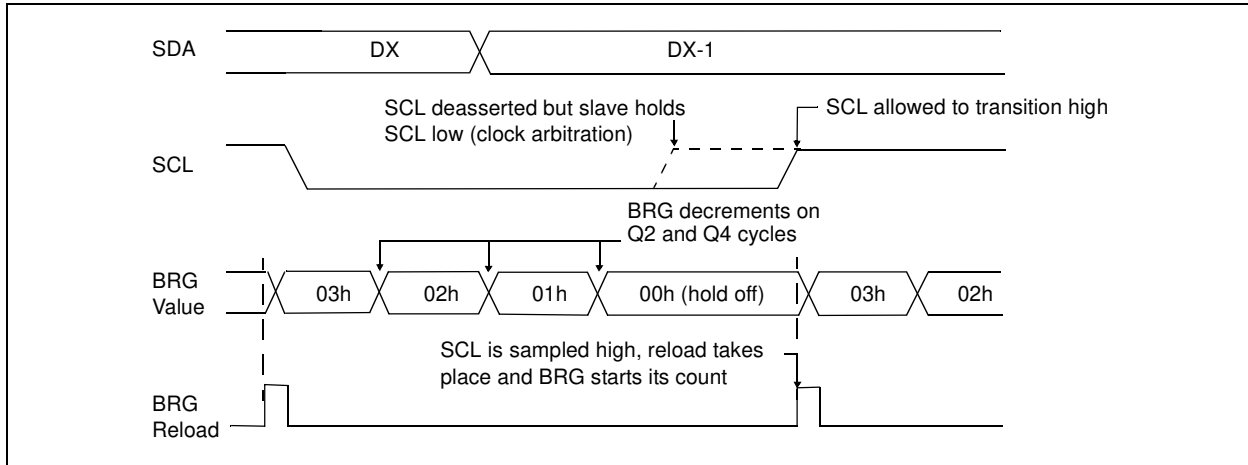 SDA
DX
DX-1
SCL deasserted but slave holds
SCL low (clock arbitration)
SCL allowed to transition high
SCL
BRG decrements on
Q2 and Q4 cycles
BRG
Value
03h
02h
01h
00h (hold off)
03h
02h
SCL is sampled high, reload takes
place and BRG starts its count
BRG
Reload